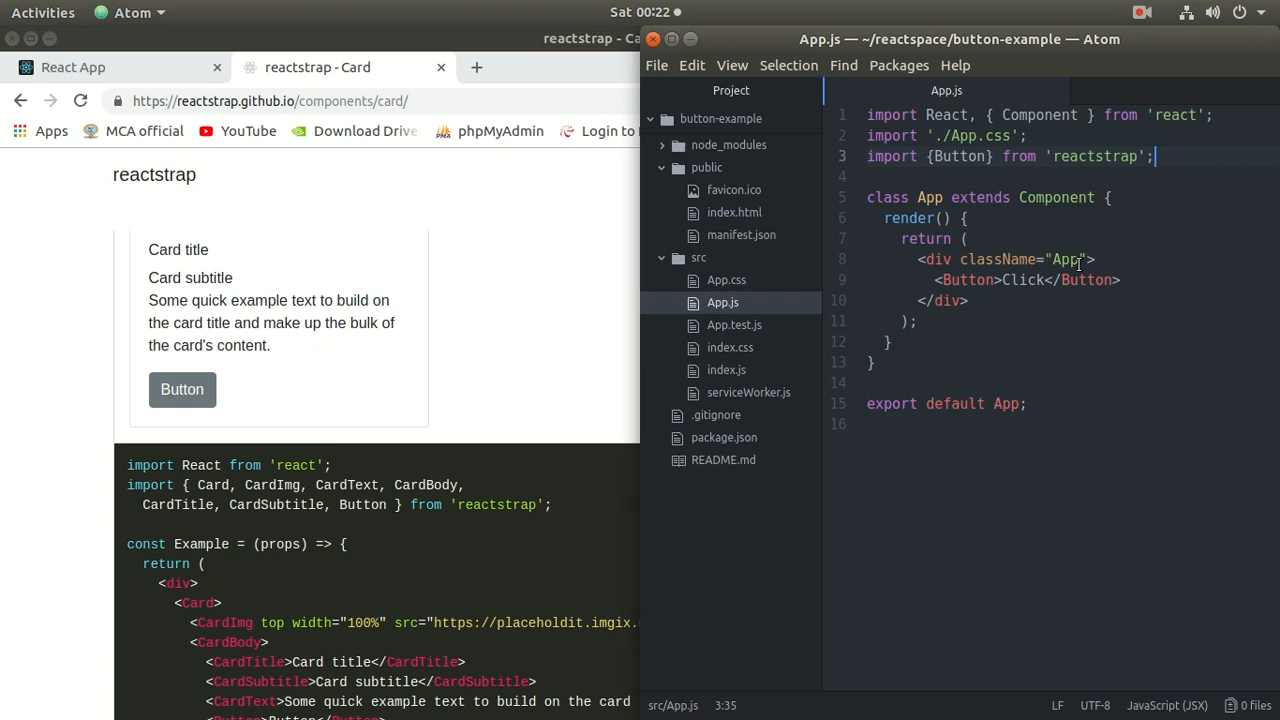 Activities Atom Sat 00:22
reactstrap - Ca
React App reactstrap - Card
https://reactstrap.github.io/components/card/
Apps MCA official YouTube Download Drive phpMyAdmin Login to
reactstrap
Card title
Card subtitle
Some quick example text to build on
the card title and make up the bulk of
the card's content.
Button
import React from 'react';
import { Card, CardImg, CardText, CardBody,
CardTitle, CardSubtitle, Button } from 'reactstrap';
const Example = (props) => {
return (
<div>
<Card>
<CardImg top width="100%" src="https://placeholdit.imgix.
<CardBody>
<CardTitle>Card title</CardTitle>
<CardSubtitle>Card subtitle</CardSubtitle>
<CardText>Some quick example text to build on the card
<Button>Button</Button>
App.js — ~/reactspace/button-example — Atom
File Edit View Selection Find Packages Help
Project
button-example
node_modules
public
favicon.ico
index.html
manifest.json
src
App.css
App.js
App.test.js
index.css
index.js
serviceWorker.js
.gitignore
package.json
README.md
App.js
1 import React, { Component } from 'react';
2 import './App.css';
3 import {Button} from 'reactstrap';
4
5 class App extends Component {
6 render() {
7 return (
8 <div className="App">
9 <Button>Click</Button>
10 </div>
11 );
12 }
13 }
14
15 export default App;
16
src/App.js 3:35 LF UTF-8 JavaScript (JSX) 0 files